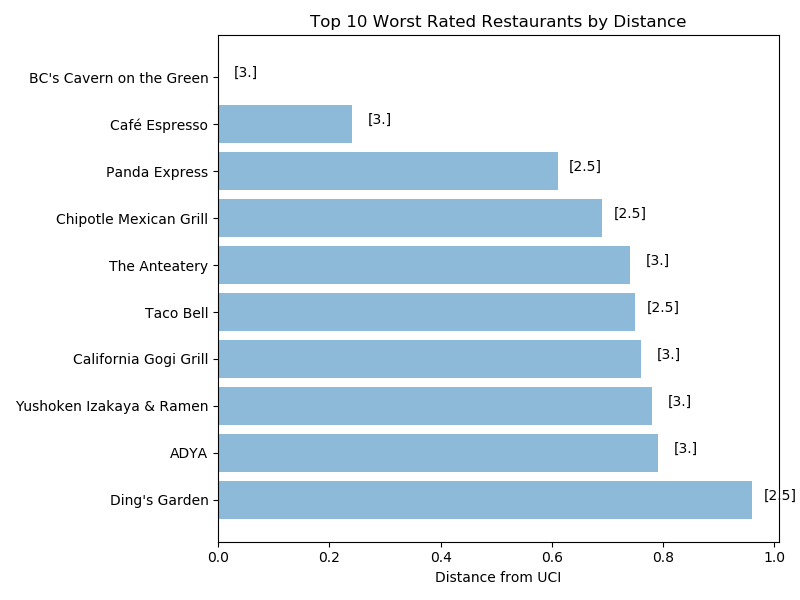 Top 10 Worst Rated Restaurants by Distance
BC's Cavern on the Green [3.]
Café Espresso [3.]
Panda Express [2.5]
Chipotle Mexican Grill [2.5]
The Anteatery [3.]
Taco Bell [2.5]
California Gogi Grill [3.]
Yushoken Izakaya & Ramen [3.]
ADYA [3.]
Ding's Garden [2.5]
0.0 0.2 0.4 0.6 0.8 1.0
Distance from UCI